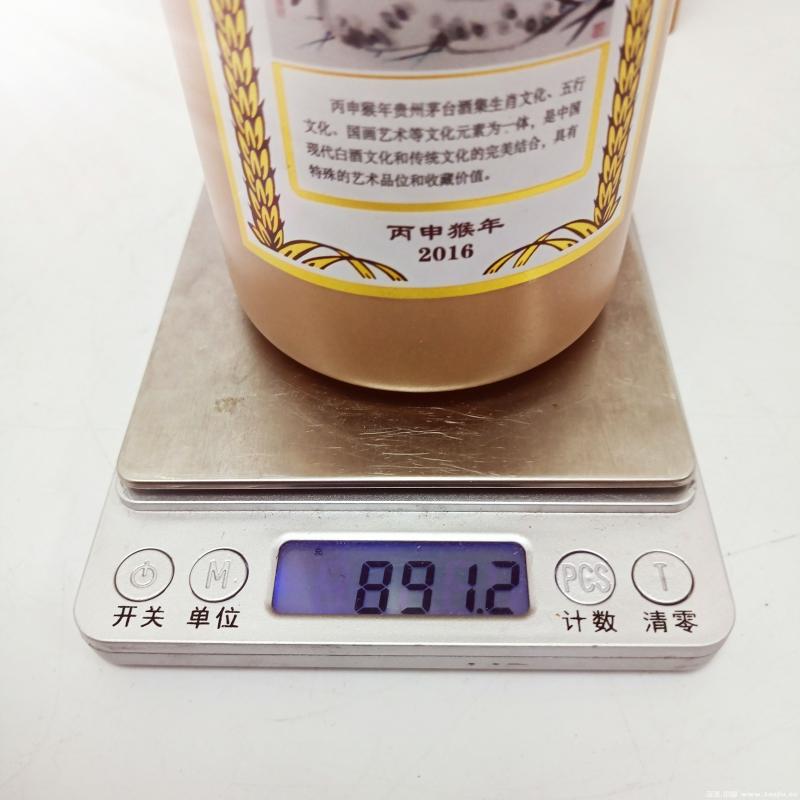 丙申猴年贵州茅台酒集生肖文化、五行
文化、国画艺术等文化元素为一体，是中国
现代白酒文化和传统文化的完美结合，具有
特殊的艺术品位和收藏价值。
丙申猴年
2016
891.2
M
PCS
T
开关
单位
计数
清零